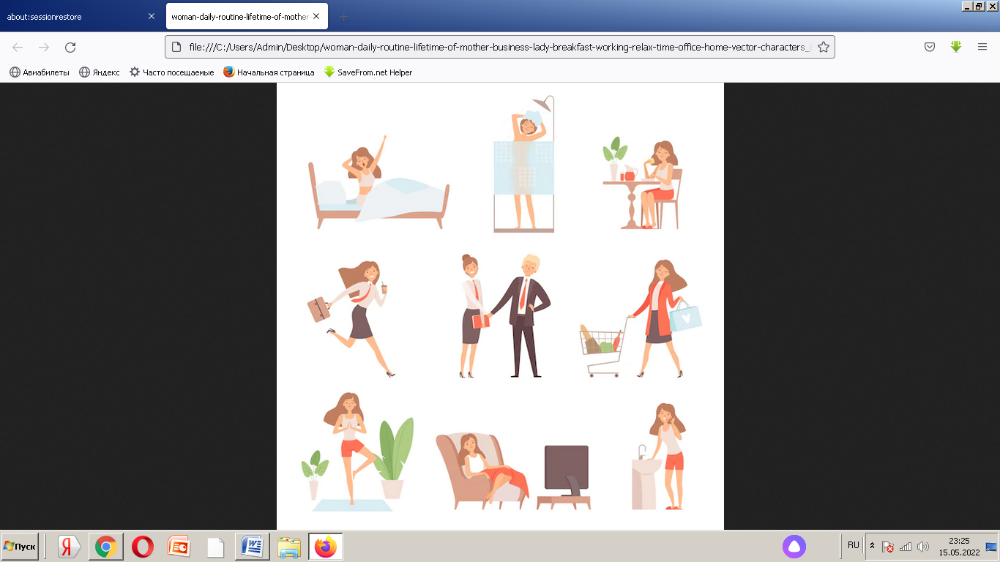 about:sessionrestore
woman-daily-routine-lifetime-of-mother-
file:///C:/Users/Admin/Desktop/woman-daily-routine-lifetime-of-mother-business-lady-breakfast-working-relax-time-office-home-vector-characters_
Авиабилеты
Яндекс
Часто посещаемые
Начальная страница
SaveFrom.net Helper
Пуск
RU
23:25
15.05.2022